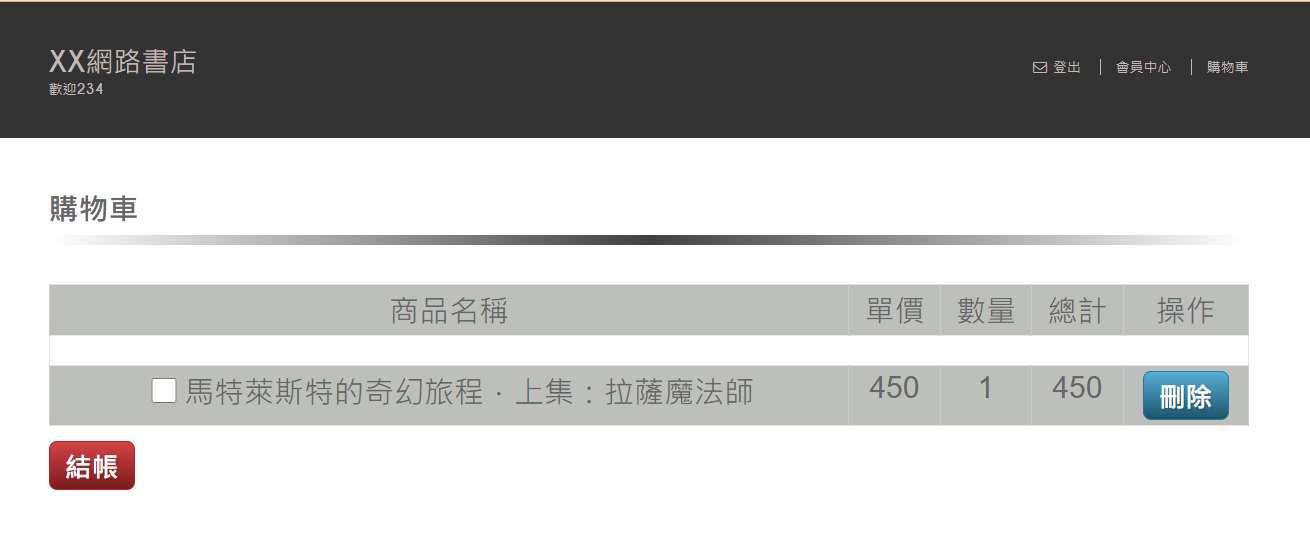 XX網路書店
歡迎234
登出
會員中心
購物車
購物車
商品名稱 單價 數量 總計 操作
馬特萊斯特的奇幻旅程．上集：拉薩魔法師 450 1 450 刪除
結帳